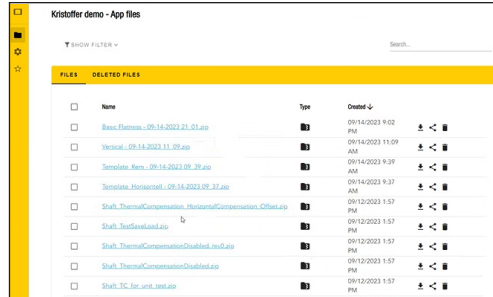 Kristoffer demo - App files
SHOW FILTER
Search...
FILES DELETED FILES
Name Type Created
Basic Flatness - 09-14-2023 21_01.zip 09/14/2023 9:02 PM
Verical - 09-14-2023 11_09.zip 09/14/2023 11:09 AM
Template_Rers - 09-14-2023 09_39.zip 09/14/2023 9:39 AM
Template_Horisontell - 09-14-2023 09_37.zip 09/14/2023 9:37 AM
Shaft_ThermalCompensation_HorizontalCompensation_Offset.zip 09/12/2023 1:57 PM
Shaft_TestSaveLoad.zip 09/12/2023 1:57 PM
Shaft_ThermalCompensationDisabled_rev0.zip 09/12/2023 1:57 PM
Shaft_ThermalCompensationDisabled.zip 09/12/2023 1:57 PM
Shaft_TC_for_unit_test.zip 09/12/2023 1:57 PM